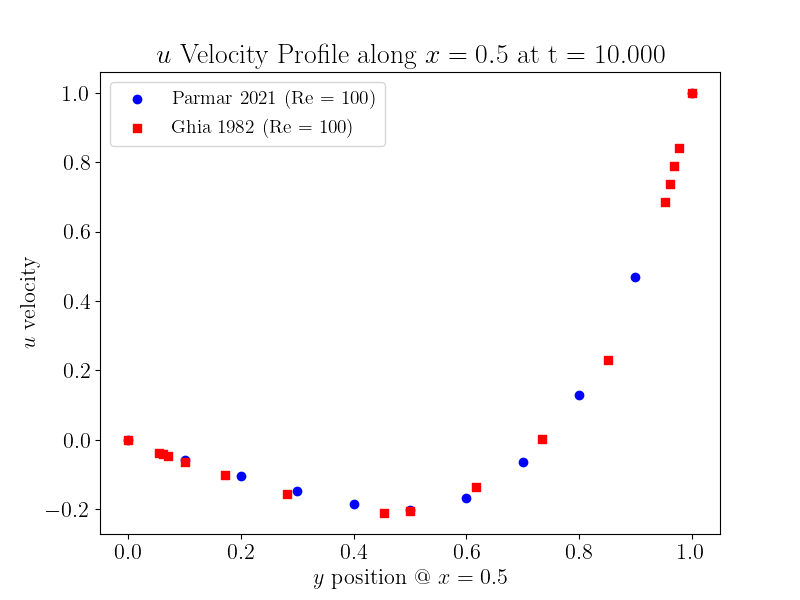 u Velocity Profile along x = 0.5 at t = 10.000
Parmar 2021 (Re = 100)
Ghia 1982 (Re = 100)
1.0
0.8
0.6
0.4
0.2
0.0
−0.2
u velocity
0.0 0.2 0.4 0.6 0.8 1.0
y position @ x = 0.5